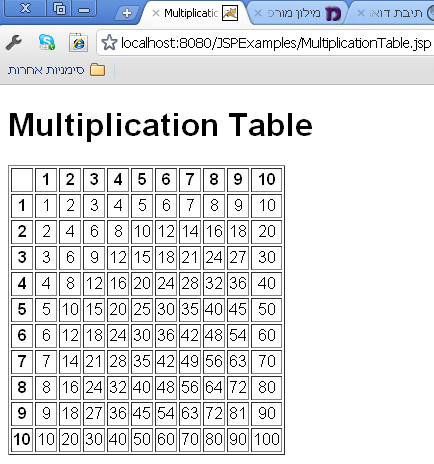 Multiplicatic
מילון מורפ
תיבת דואו
localhost:8080/JSPExamples/MultiplicationTable.jsp
סימניות אחרות
Multiplication Table
1 2 3 4 5 6 7 8 9 10
1 1 2 3 4 5 6 7 8 9 10
2 2 4 6 8 10 12 14 16 18 20
3 3 6 9 12 15 18 21 24 27 30
4 4 8 12 16 20 24 28 32 36 40
5 5 10 15 20 25 30 35 40 45 50
6 6 12 18 24 30 36 42 48 54 60
7 7 14 21 28 35 42 49 56 63 70
8 8 16 24 32 40 48 56 64 72 80
9 9 18 27 36 45 54 63 72 81 90
10 10 20 30 40 50 60 70 80 90 100